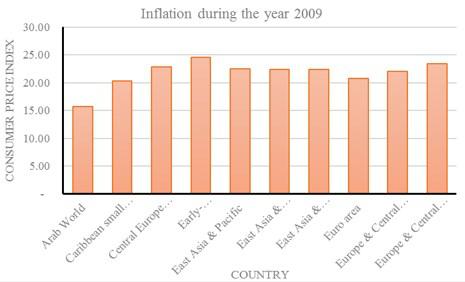 Inflation during the year 2009
CONSUMER PRICE INDEX
30.00
25.00
20.00
15.00
10.00
5.00
-
Arab World
Caribbean small...
Central Europe...
Early-...
East Asia & Pacific
East Asia &...
East Asia &...
Euro area
Europe & Central...
Europe & Central...
COUNTRY